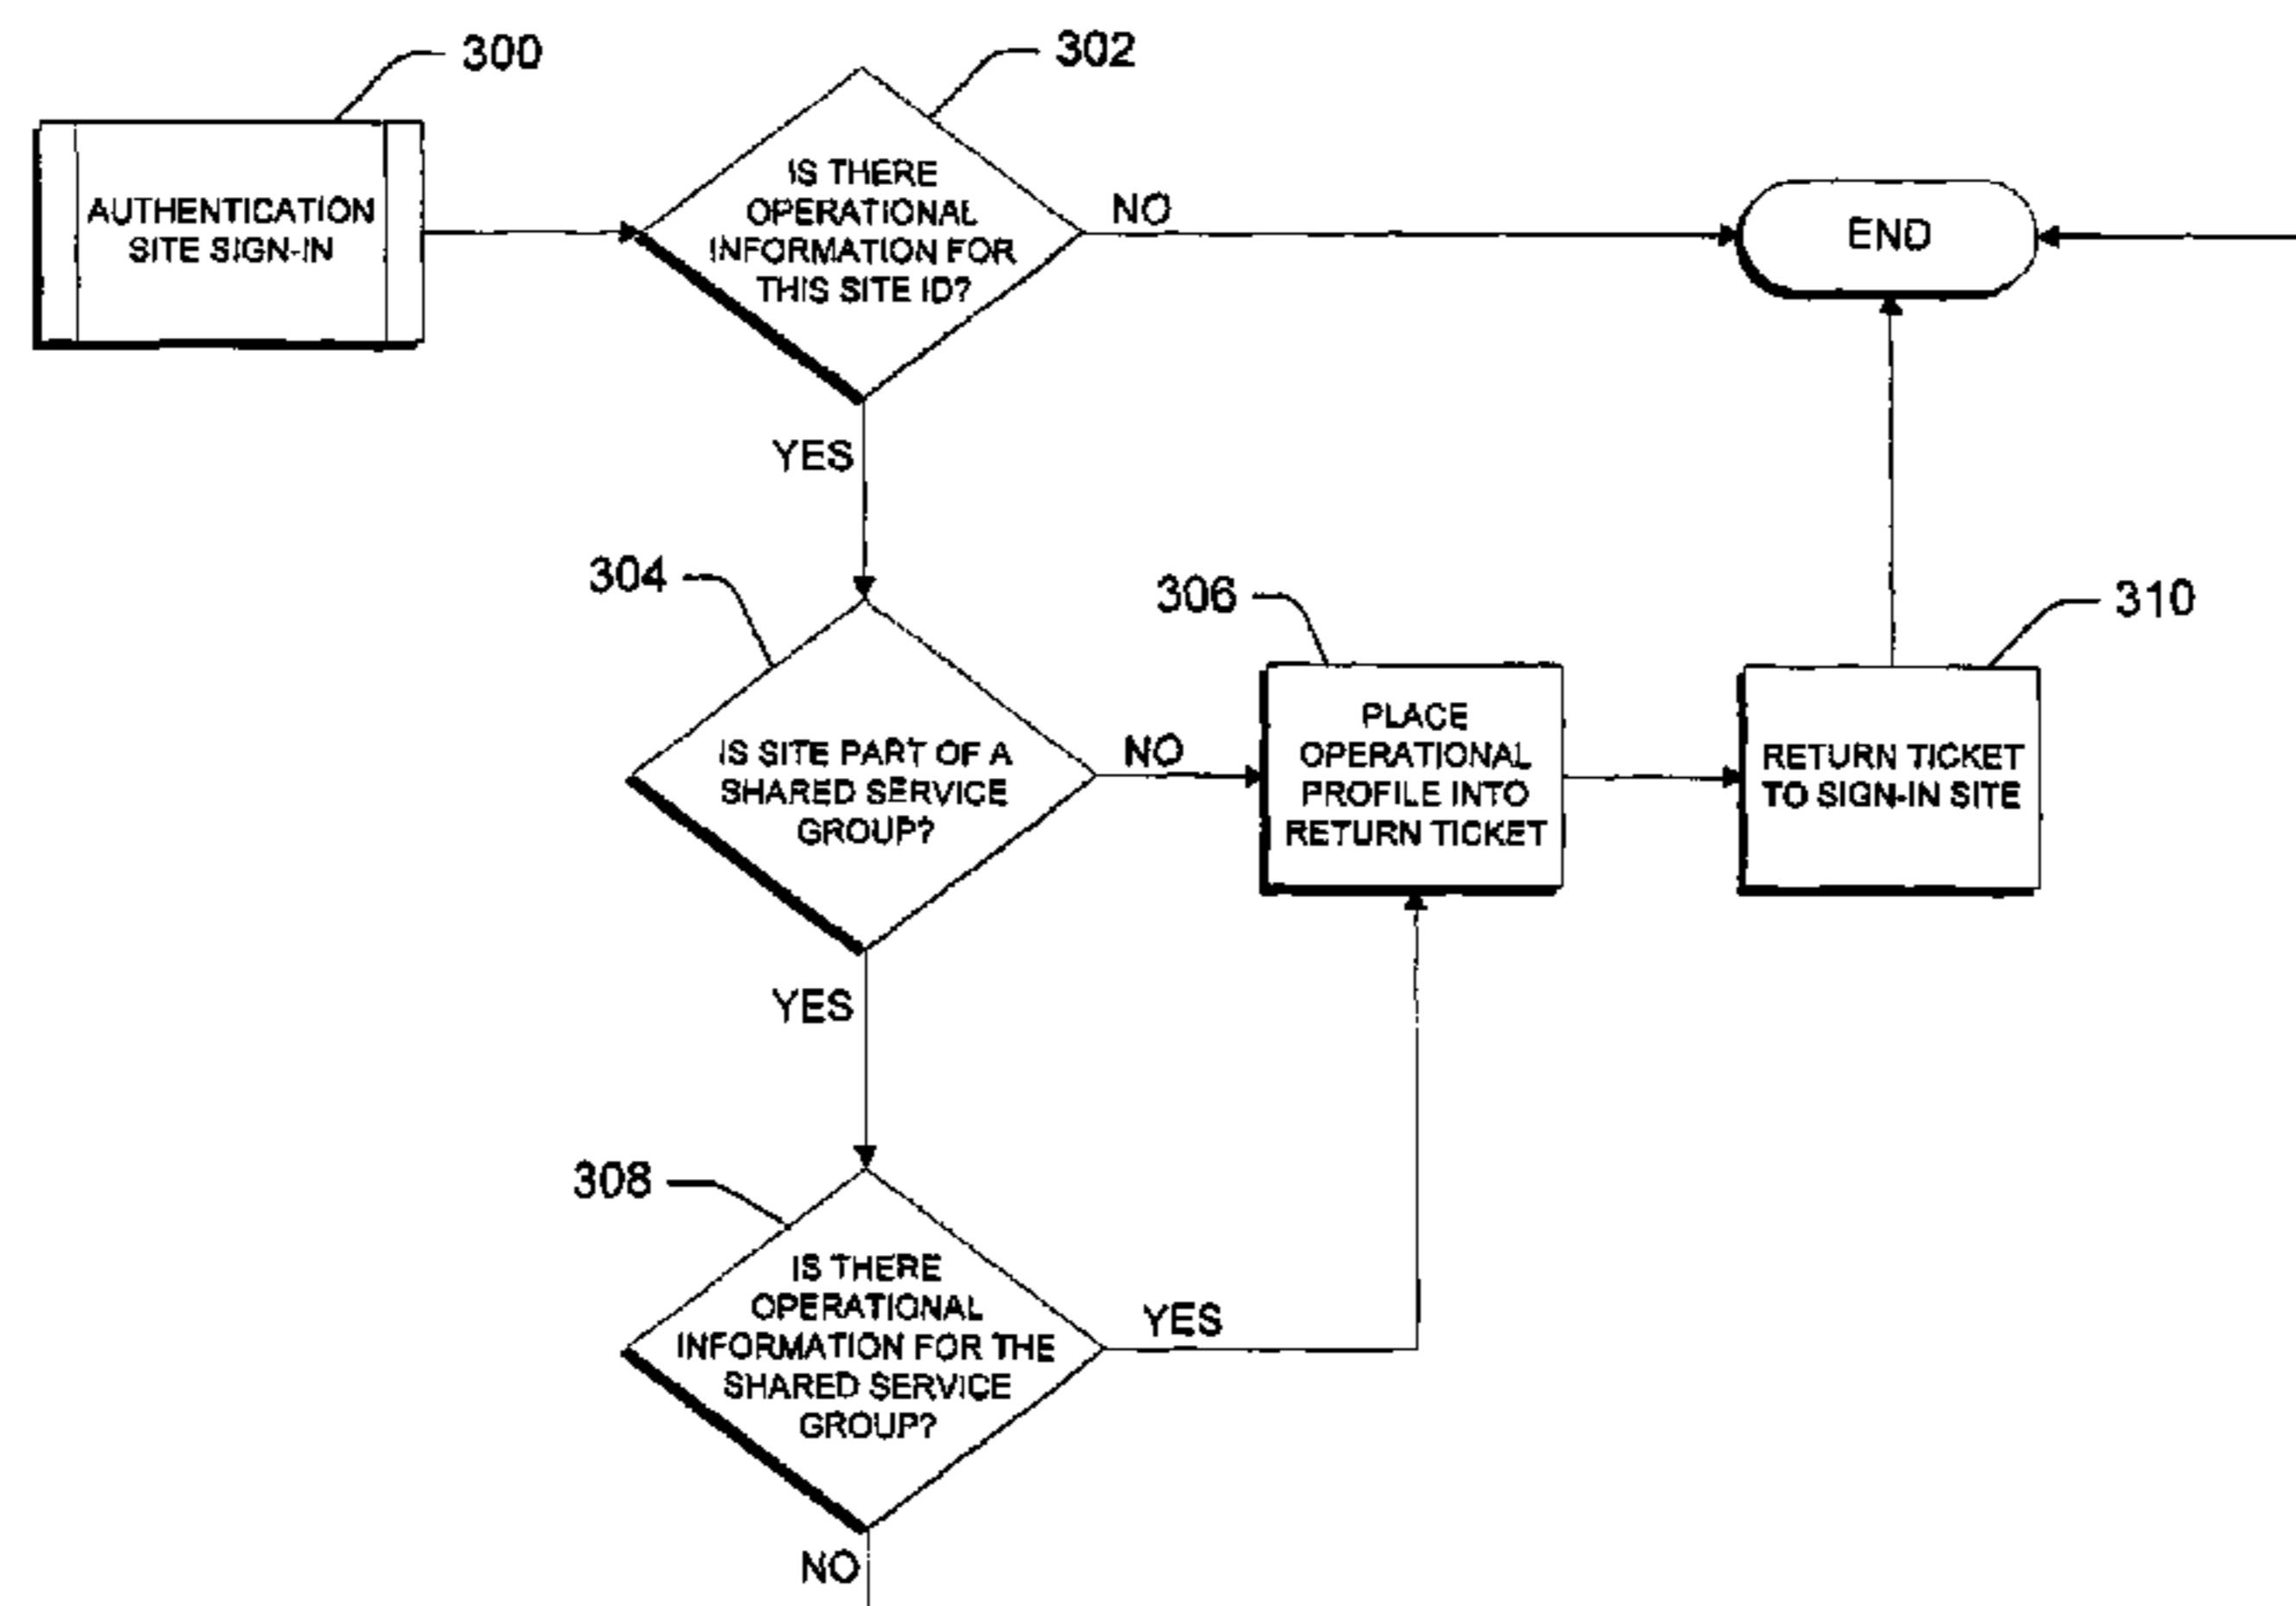 300
302
AUTHENTICATION
SITE SIGN-IN
IS THERE
OPERATIONAL
INFORMATION FOR
THIS SITE ID?
NO
END
YES
304
306
310
IS SITE PART OF A
SHARED SERVICE
GROUP?
NO
PLACE
OPERATIONAL
PROFILE INTO
RETURN TICKET
RETURN TICKET
TO SIGN-IN SITE
YES
308
IS THERE
OPERATIONAL
INFORMATION FOR THE
SHARED SERVICE
GROUP?
YES
NO